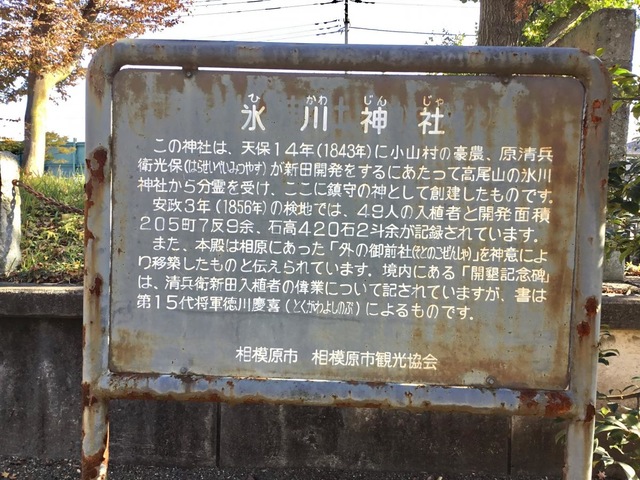 氷川神社
ひ かわ じん じゃ
この神社は、天保14年(1843年)に小山村の豪農、原清兵
衛光保(はらせいべいみつやす)が新田開発をするにあたって高尾山の氷川
神社から分霊を受け、ここに鎮守の神として創建したものです。
安政3年(1856年)の検地では、49人の入植者と開発面積
205町7反9余、石高420石2斗余が記録されています。
また、本殿は相原にあった「外の御前社(そとのごぜんしゃ)」を神意によ
り移築したものと伝えられています。境内にある「開墾記念碑」
は、清兵衛新田入植者の偉業について記されていますが、書は
第15代将軍徳川慶喜(とくがわよしのぶ)によるものです。
相模原市 相模原市観光協会